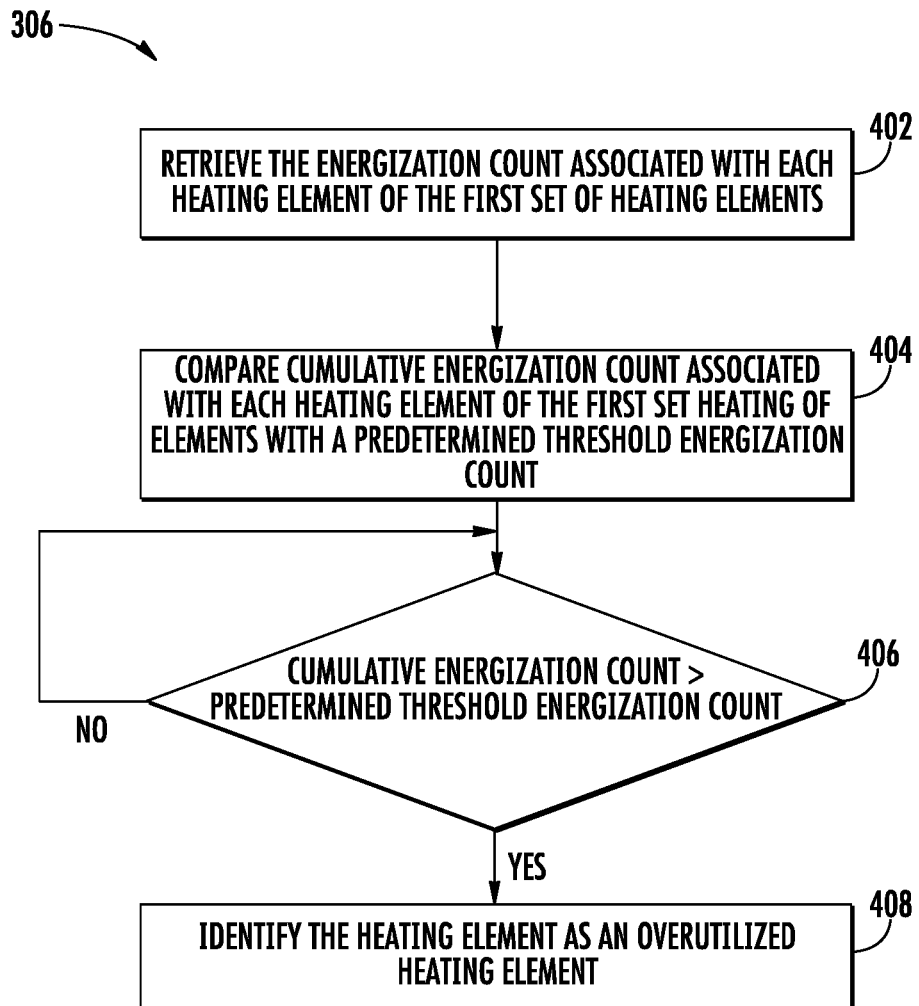 306
402
RETRIEVE THE ENERGIZATION COUNT ASSOCIATED WITH EACH
HEATING ELEMENT OF THE FIRST SET OF HEATING ELEMENTS
404
COMPARE CUMULATIVE ENERGIZATION COUNT ASSOCIATED
WITH EACH HEATING ELEMENT OF THE FIRST SET HEATING OF
ELEMENTS WITH A PREDETERMINED THRESHOLD ENERGIZATION
COUNT
406
CUMULATIVE ENERGIZATION COUNT >
PREDETERMINED THRESHOLD ENERGIZATION COUNT
NO
YES
408
IDENTIFY THE HEATING ELEMENT AS AN OVERUTILIZED
HEATING ELEMENT